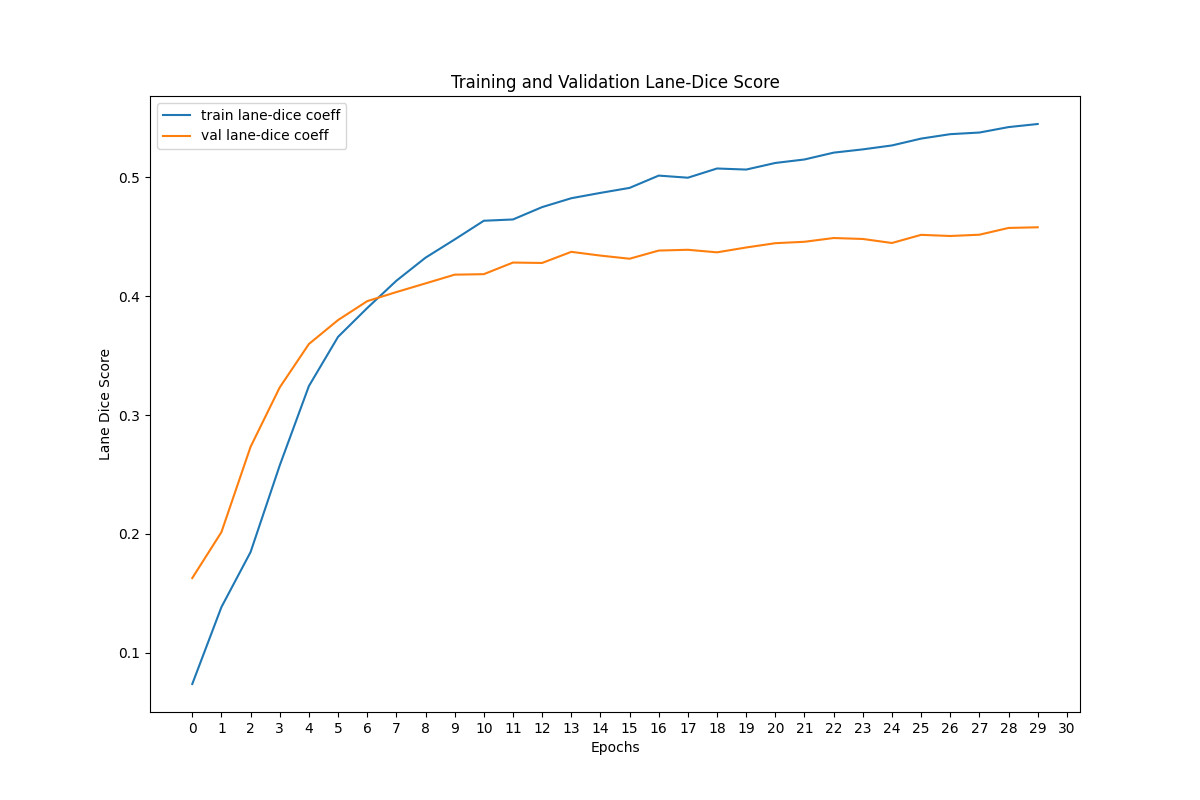 Training and Validation Lane-Dice Score
train lane-dice coeff
val lane-dice coeff
0.5
0.4
0.3
0.2
0.1
Lane Dice Score
0 1 2 3 4 5 6 7 8 9 10 11 12 13 14 15 16 17 18 19 20 21 22 23 24 25 26 27 28 29 30
Epochs